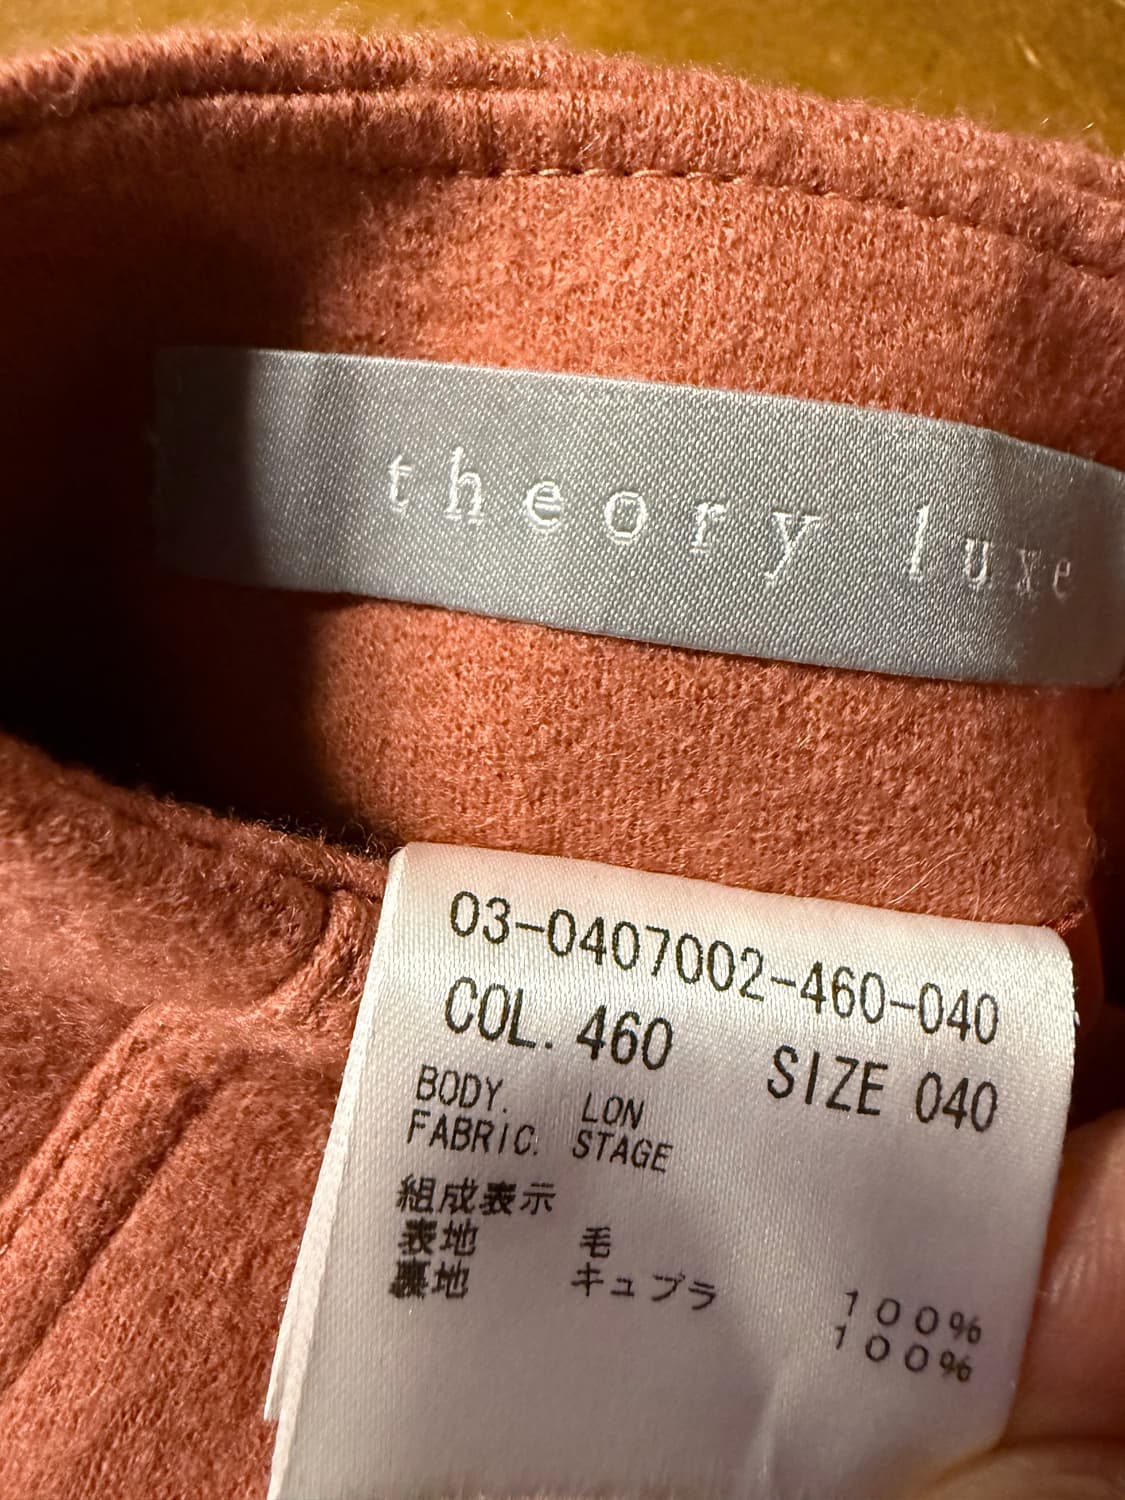 theory luxe
03-0407002-460-040
COL. 460 SIZE 040
BODY. LON
FABRIC. STAGE
組成表示
表地 毛 100%
裏地 キュプラ 100%